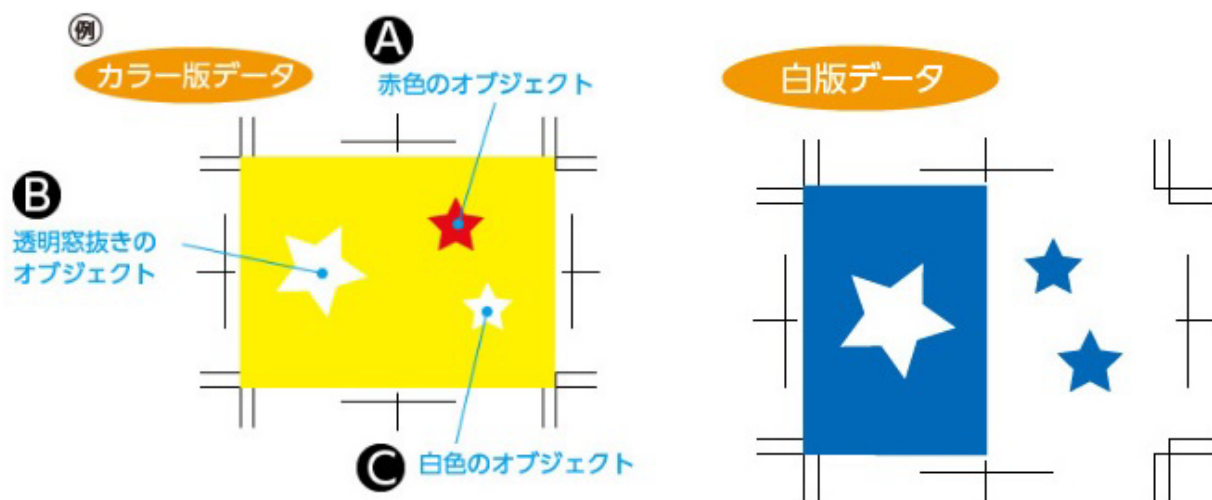 例
カラー版データ
A
赤色のオブジェクト
B
透明窓抜きの
オブジェクト
C
白色のオブジェクト
白版データ